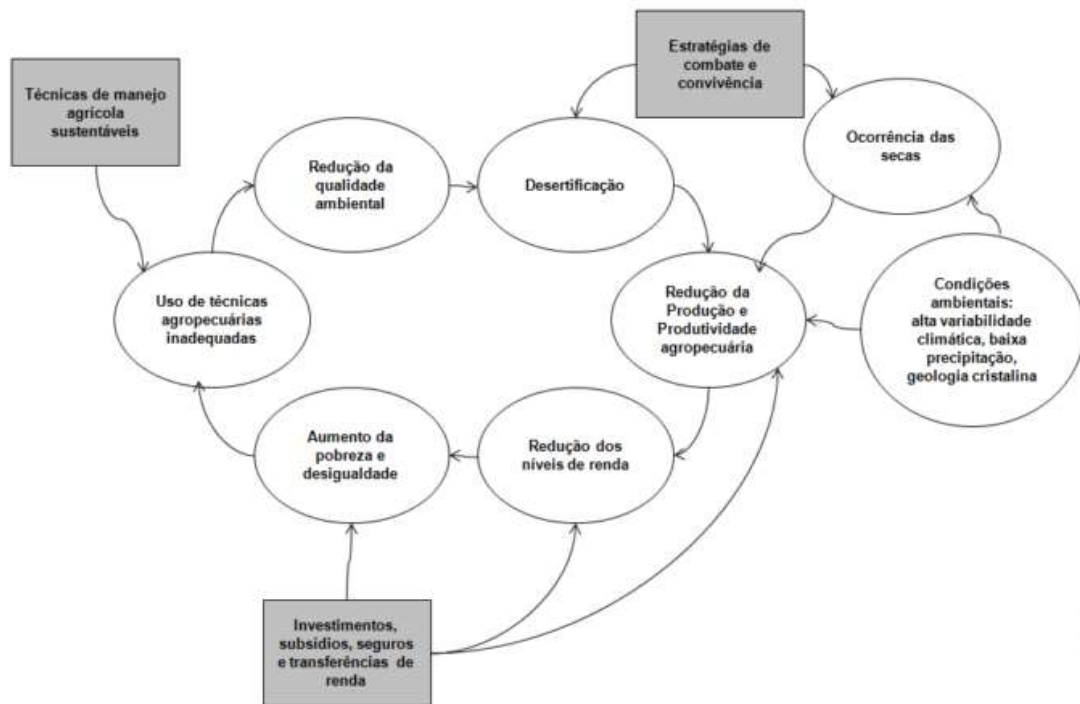 Estratégias de
combate e
convivência
Técnicas de manejo
agrícola
sustentáveis
Ocorrência das
secas
Redução da
qualidade
ambiental
Desertificação
Uso de técnicas
agropecuárias
inadequadas
Redução da
Produção e
Produtividade
agropecuária
Condições
ambientais:
alta variabilidade
climática, baixa
precipitação,
geologia cristalina
Aumento da
pobreza e
desigualdade
Redução dos
níveis de renda
Investimentos,
subsídios, seguros
e transferências de
renda